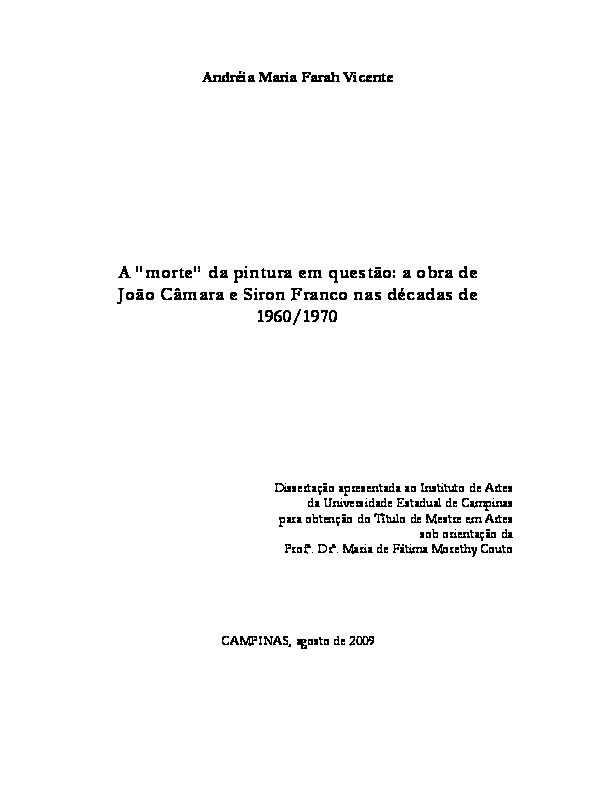 Andréia Maria Farah Vicente
A "morte" da pintura em questão: a obra de
João Câmara e Siron Franco nas décadas de
1960/1970
Dissertação apresentada ao Instituto de Artes
da Universidade Estadual de Campinas
para obtenção do Título de Mestre em Artes
sob orientação da
Profª. Drª. Maria de Fátima Morethy Couto
CAMPINAS, agosto de 2009